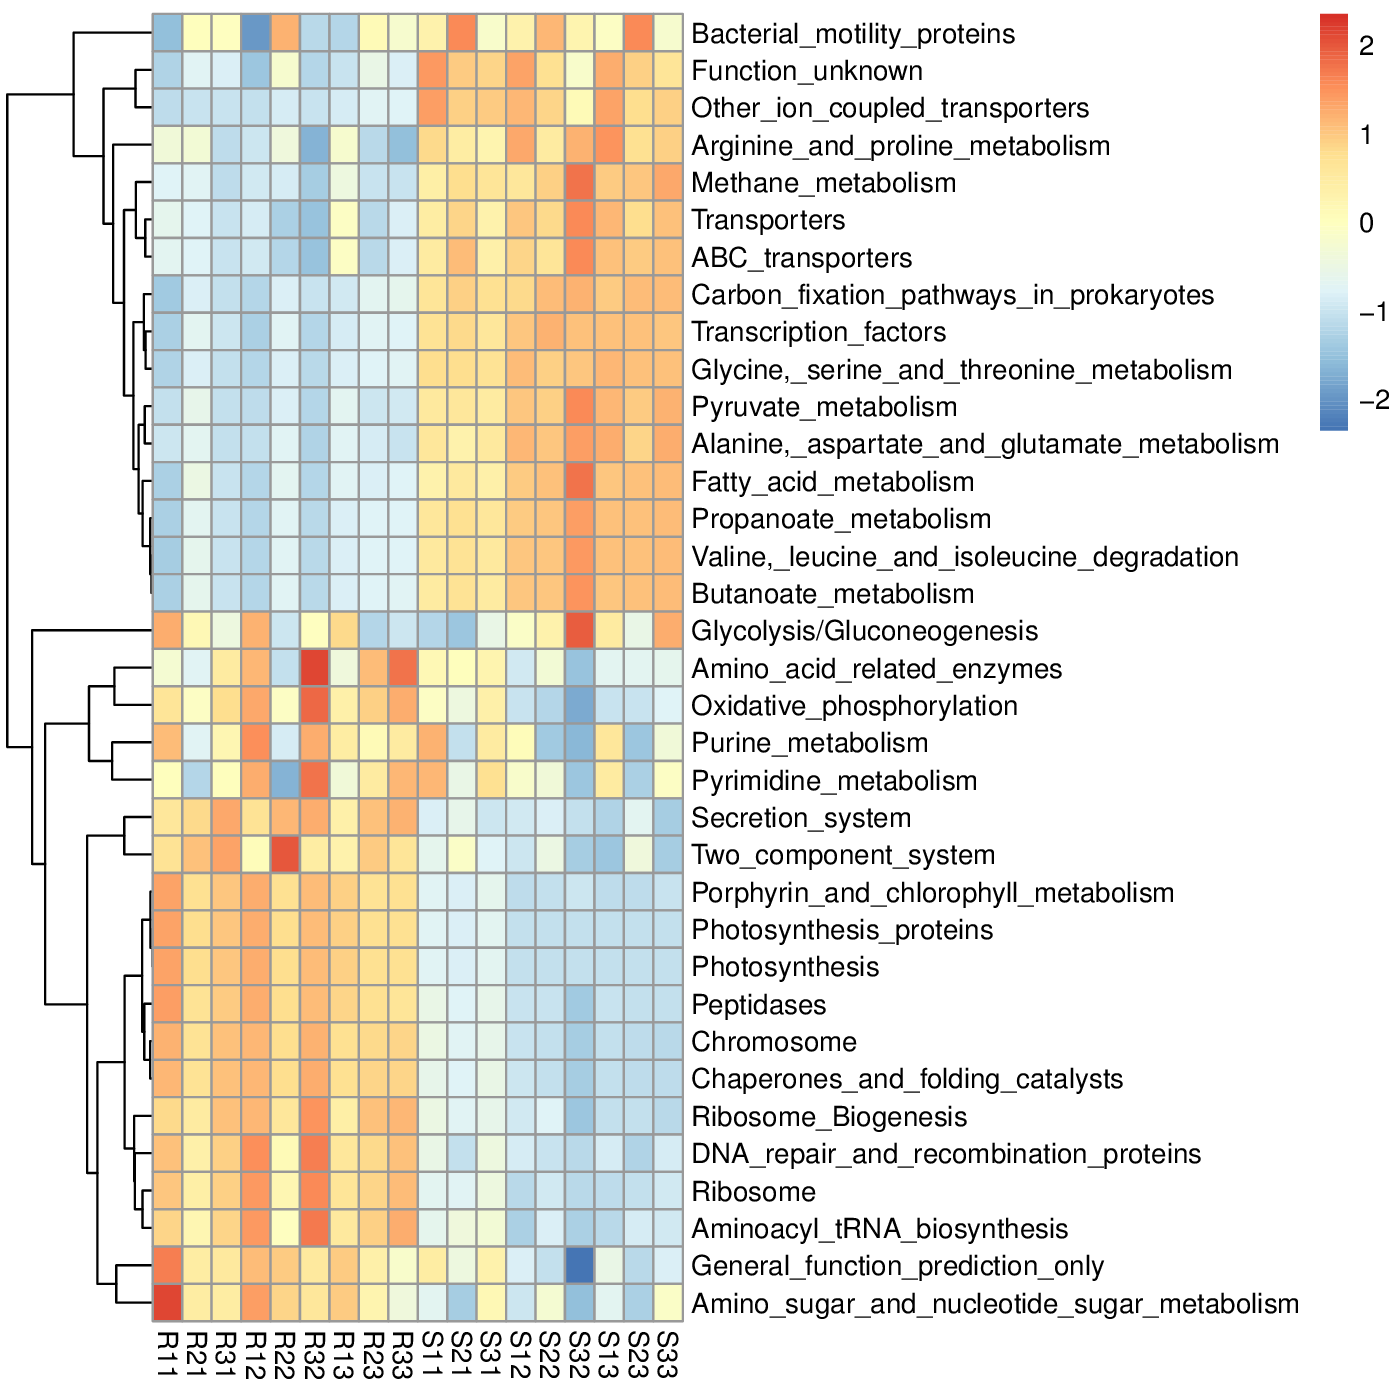 Bacterial_motility_proteins
Function_unknown
Other_ion_coupled_transporters
Arginine_and_proline_metabolism
Methane_metabolism
Transporters
ABC_transporters
Carbon_fixation_pathways_in_prokaryotes
Transcription_factors
Glycine,_serine_and_threonine_metabolism
Pyruvate_metabolism
Alanine,_aspartate_and_glutamate_metabolism
Fatty_acid_metabolism
Propanoate_metabolism
Valine,_leucine_and_isoleucine_degradation
Butanoate_metabolism
Glycolysis/Gluconeogenesis
Amino_acid_related_enzymes
Oxidative_phosphorylation
Purine_metabolism
Pyrimidine_metabolism
Secretion_system
Two_component_system
Porphyrin_and_chlorophyll_metabolism
Photosynthesis_proteins
Photosynthesis
Peptidases
Chromosome
Chaperones_and_folding_catalysts
Ribosome_Biogenesis
DNA_repair_and_recombination_proteins
Ribosome
Aminoacyl_tRNA_biosynthesis
General_function_prediction_only
Amino_sugar_and_nucleotide_sugar_metabolism
R11
R21
R31
R12
R22
R32
R13
R23
R33
S11
S21
S31
S12
S22
S32
S13
S23
S33
2
1
0
−1
−2